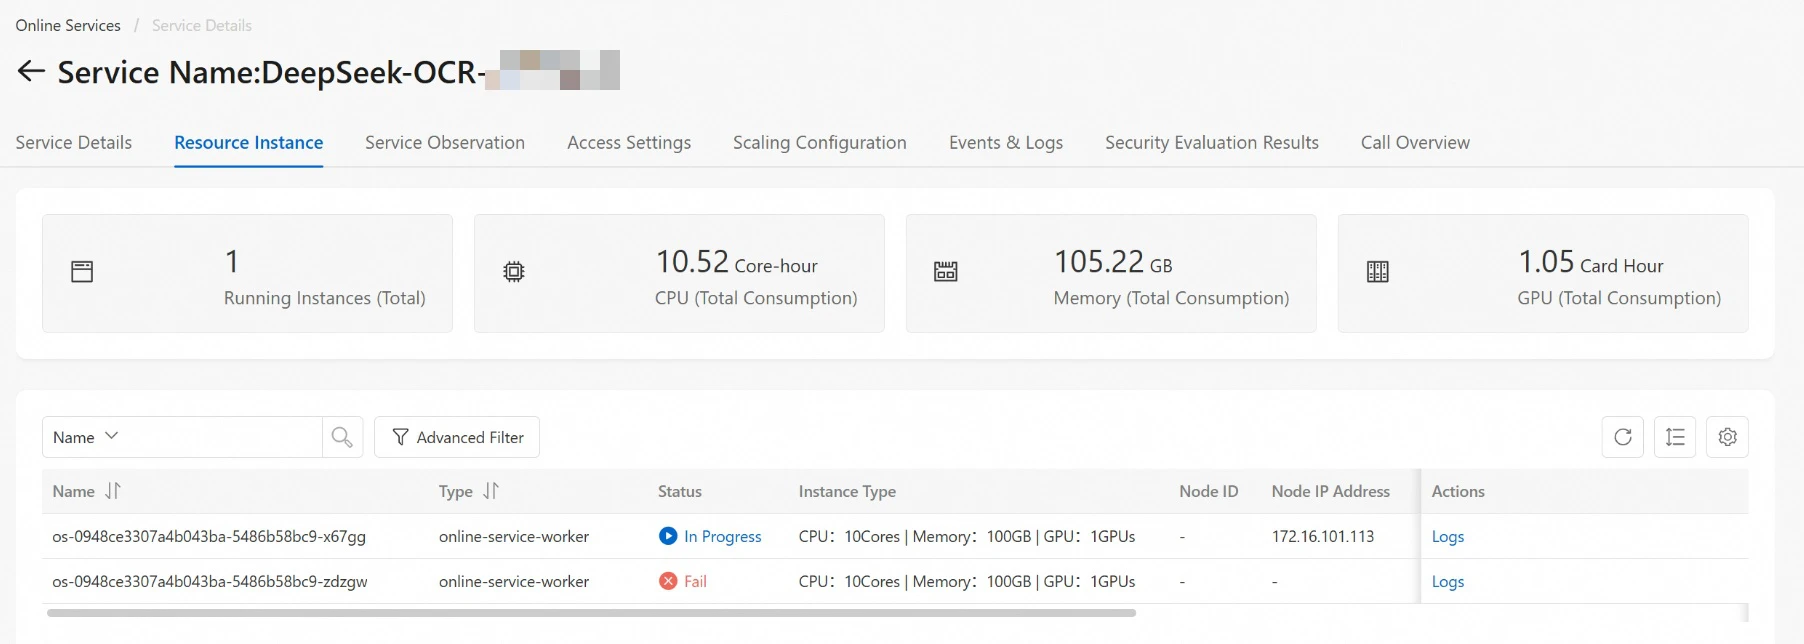 Online Services / Service Details
Service Name:DeepSeek-OCR-
Service Details Resource Instance Service Observation Access Settings Scaling Configuration Events & Logs Security Evaluation Results Call Overview
1
Running Instances (Total)
10.52 Core-hour
CPU (Total Consumption)
105.22 GB
Memory (Total Consumption)
1.05 Card Hour
GPU (Total Consumption)
Name Advanced Filter
Name Type Status Instance Type Node ID Node IP Address Actions
os-0948ce3307a4b043ba-5486b58bc9-x67gg online-service-worker In Progress CPU：10Cores | Memory：100GB | GPU：1GPUs - 172.16.101.113 Logs
os-0948ce3307a4b043ba-5486b58bc9-zdzgw online-service-worker Fail CPU：10Cores | Memory：100GB | GPU：1GPUs - - Logs